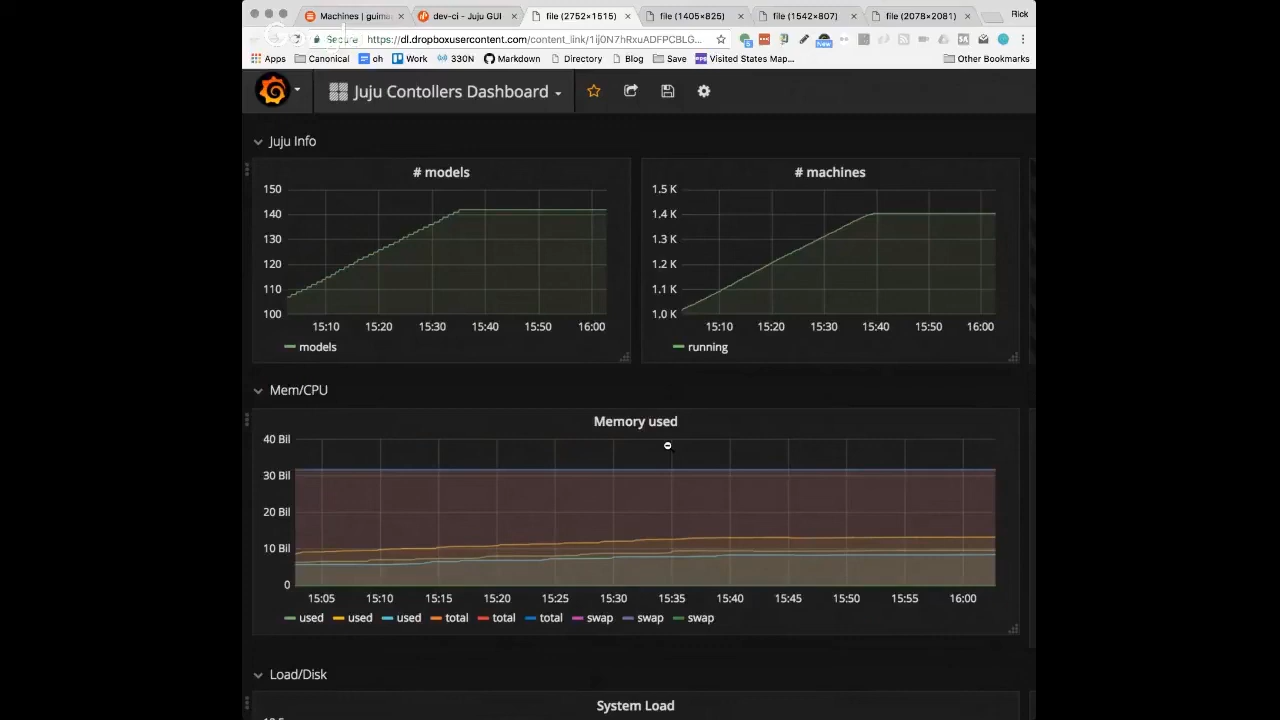 Machines | guima
dev-ci - Juju GUI
file (2752×1515)
file (1405×825)
file (1542×807)
file (2078×2081)
Rick
Secure
https://dl.dropboxusercontent.com/content_link/1ij0N7hRxuADFPCBLG...
Apps
Canonical
oh
Work
330N
Markdown
Directory
Blog
Save
Visited States Map...
Other Bookmarks
Juju Contollers Dashboard
Juju Info
# models
150
140
130
120
110
100
15:10 15:20 15:30 15:40 15:50 16:00
models
# machines
1.5 K
1.4 K
1.3 K
1.2 K
1.1 K
1.0 K
15:10 15:20 15:30 15:40 15:50 16:00
running
Mem/CPU
Memory used
40 Bil
30 Bil
20 Bil
10 Bil
0
15:05 15:10 15:15 15:20 15:25 15:30 15:35 15:40 15:45 15:50 15:55 16:00
used used used total total total swap swap swap
Load/Disk
System Load